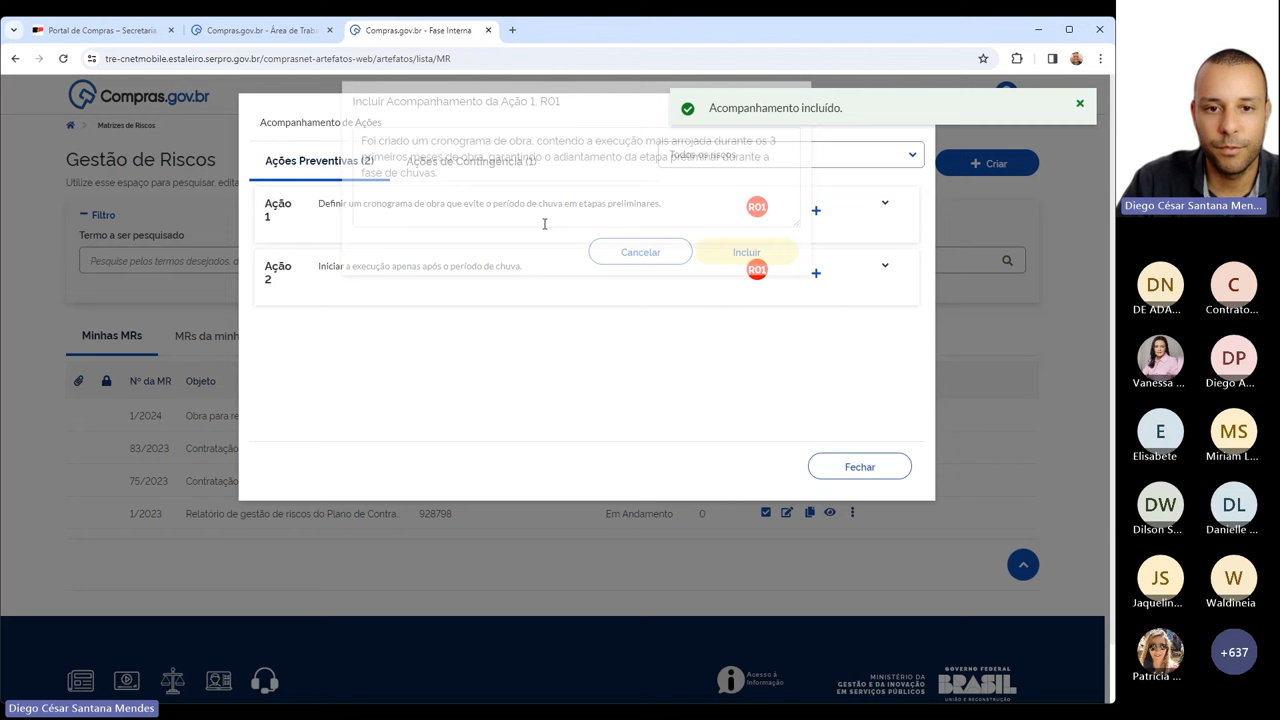 Portal de Compras – Secretaria
Compras.gov.br - Área de Traba
Compras.gov.br - Fase Interna
tre-cnetmobile.estaleiro.serpro.gov.br/comprasnet-artefatos-web/artefatos/lista/MR
Compras.gov.br
Matrizes de Riscos
Gestão de Riscos
Utilize esse espaço para pesquisar, edita
Criar
Filtro
Termo a ser pesquisado
Pesquise pelos termos desejados, a
Minhas MRs
MRs da minh
Nº da MR
Objeto
1/2024
Obra para re
83/2023
Contratação
75/2023
Contratação
1/2023
Relatório de gestão de riscos do Plano de Contra...
928798
Em Andamento
0
Acompanhamento de Ações
Incluir Acompanhamento da Ação 1, R01
Foi criado um cronograma de obra, contendo a execução mais arrojada durante os 3
primeiros meses de obra, garantindo o adiantamento da etapa preliminar durante a
fase de chuvas.
Cancelar
Incluir
Acompanhamento incluído.
Ações Preventivas (2)
Ações de Contingência (1)
Todos os riscos
Ação
1
Definir um cronograma de obra que evite o período de chuva em etapas preliminares.
R01
Ação
2
Iniciar a execução apenas após o período de chuva.
R01
Fechar
Acesso à
Informação
MINISTÉRIO DA
GESTÃO E DA INOVAÇÃO
EM SERVIÇOS PÚBLICOS
GOVERNO FEDERAL
BRASIL
UNIÃO E RECONSTRUÇÃO
Diego César Santana Mendes
Diego César Santana Men...
DN
DE ADA...
C
Contrato...
Vanessa ...
DP
Diego A...
E
Elisabete
MS
Miriam L...
DW
Dilson S...
DL
Danielle ...
JS
Jaquelin...
W
Waldinéia
Patrícia ...
+637